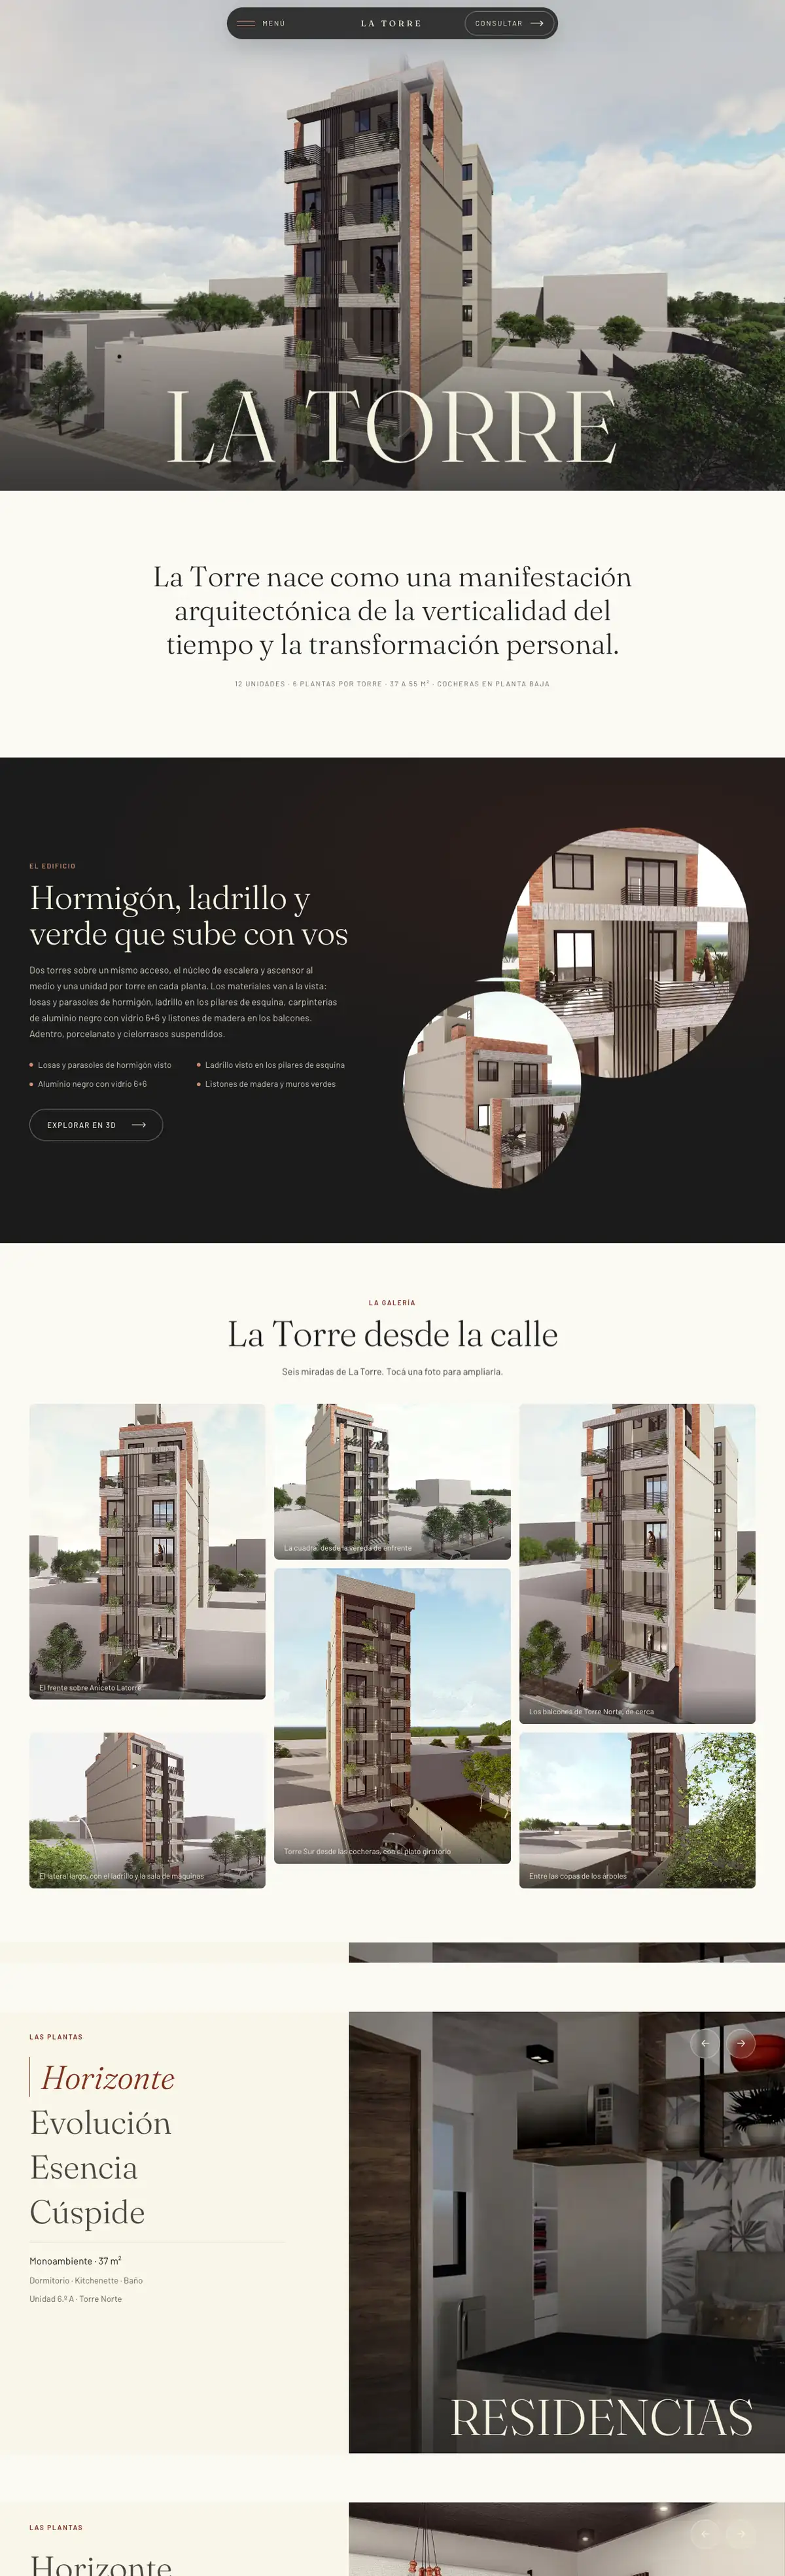 MENÚ
LA TORRE
CONSULTAR
LA TORRE
La Torre nace como una manifestación
arquitectónica de la verticalidad del
tiempo y la transformación personal.
12 UNIDADES · 6 PLANTAS POR TORRE · 37 A 55 M² · COCHERAS EN PLANTA BAJA
EL EDIFICIO
Hormigón, ladrillo y
verde que sube con vos
Dos torres sobre un mismo acceso, el núcleo de escalera y ascensor al
medio y una unidad por torre en cada planta. Los materiales van a la vista:
losas y parasoles de hormigón, ladrillo en los pilares de esquina, carpinterías
de aluminio negro con vidrio 6+6 y listones de madera en los balcones.
Adentro, porcelanato y cielorrasos suspendidos.
Losas y parasoles de hormigón visto
Ladrillo visto en los pilares de esquina
Aluminio negro con vidrio 6+6
Listones de madera y muros verdes
EXPLORAR EN 3D
LA GALERÍA
La Torre desde la calle
Seis miradas de La Torre. Tocá una foto para ampliarla.
La cuadra, desde la vereda de enfrente
El frente sobre Aniceto Latorre
Los balcones de Torre Norte, de cerca
Torre Sur desde las cocheras, con el plato giratorio
El lateral largo, con el ladrillo y la sala de máquinas
Entre las copas de los árboles
LAS PLANTAS
Horizonte
Evolución
Esencia
Cúspide
Monoambiente · 37 m²
Dormitorio · Kitchenette · Baño
Unidad 6.º A · Torre Norte
RESIDENCIAS
LAS PLANTAS
Horizonte